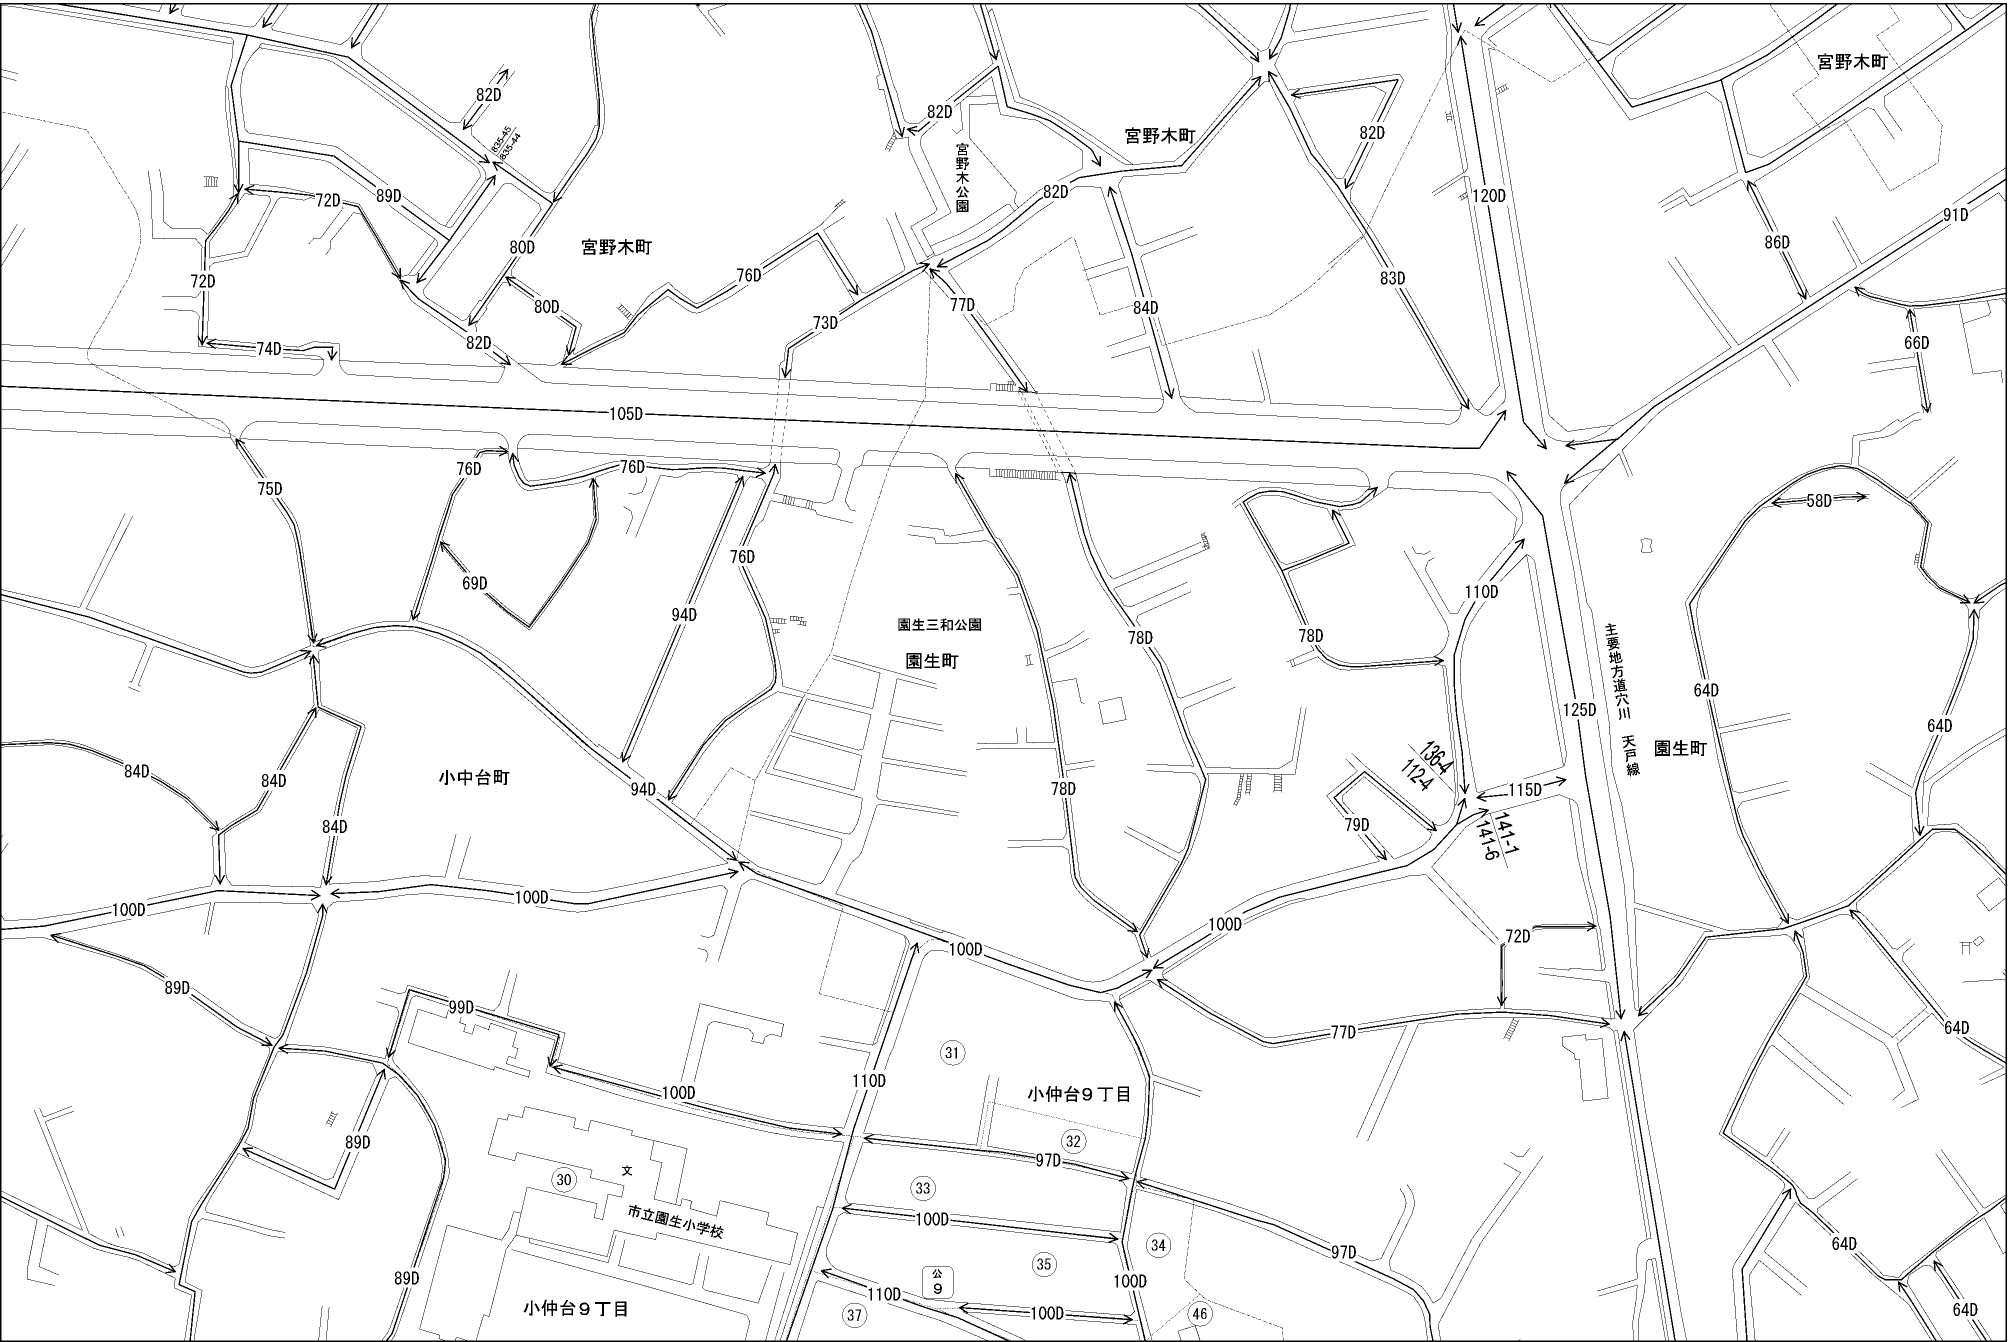 宮野木町
82D
835-45
835-44
82D
宮野木公園
宮野木町
82D
120D
72D
89D
82D
91D
80D
宮野木町
86D
72D
76D
80D
77D
84D
83D
73D
74D
82D
66D
105D
76D
76D
75D
58D
76D
69D
94D
110D
園生三和公園
園生町
78D
78D
主要地方道穴川 天戸線
64D
125D
64D
園生町
84D
84D
小中台町
94D
78D
136-4
112-4
115D
84D
79D
141-1
141-6
100D
100D
100D
100D
72D
89D
99D
77D
64D
31
110D
100D
小仲台9丁目
89D
32
97D
30
文
33
市立園生小学校
100D
34
97D
64D
35
89D
公
9
100D
110D
小仲台9丁目
37
100D
46
64D